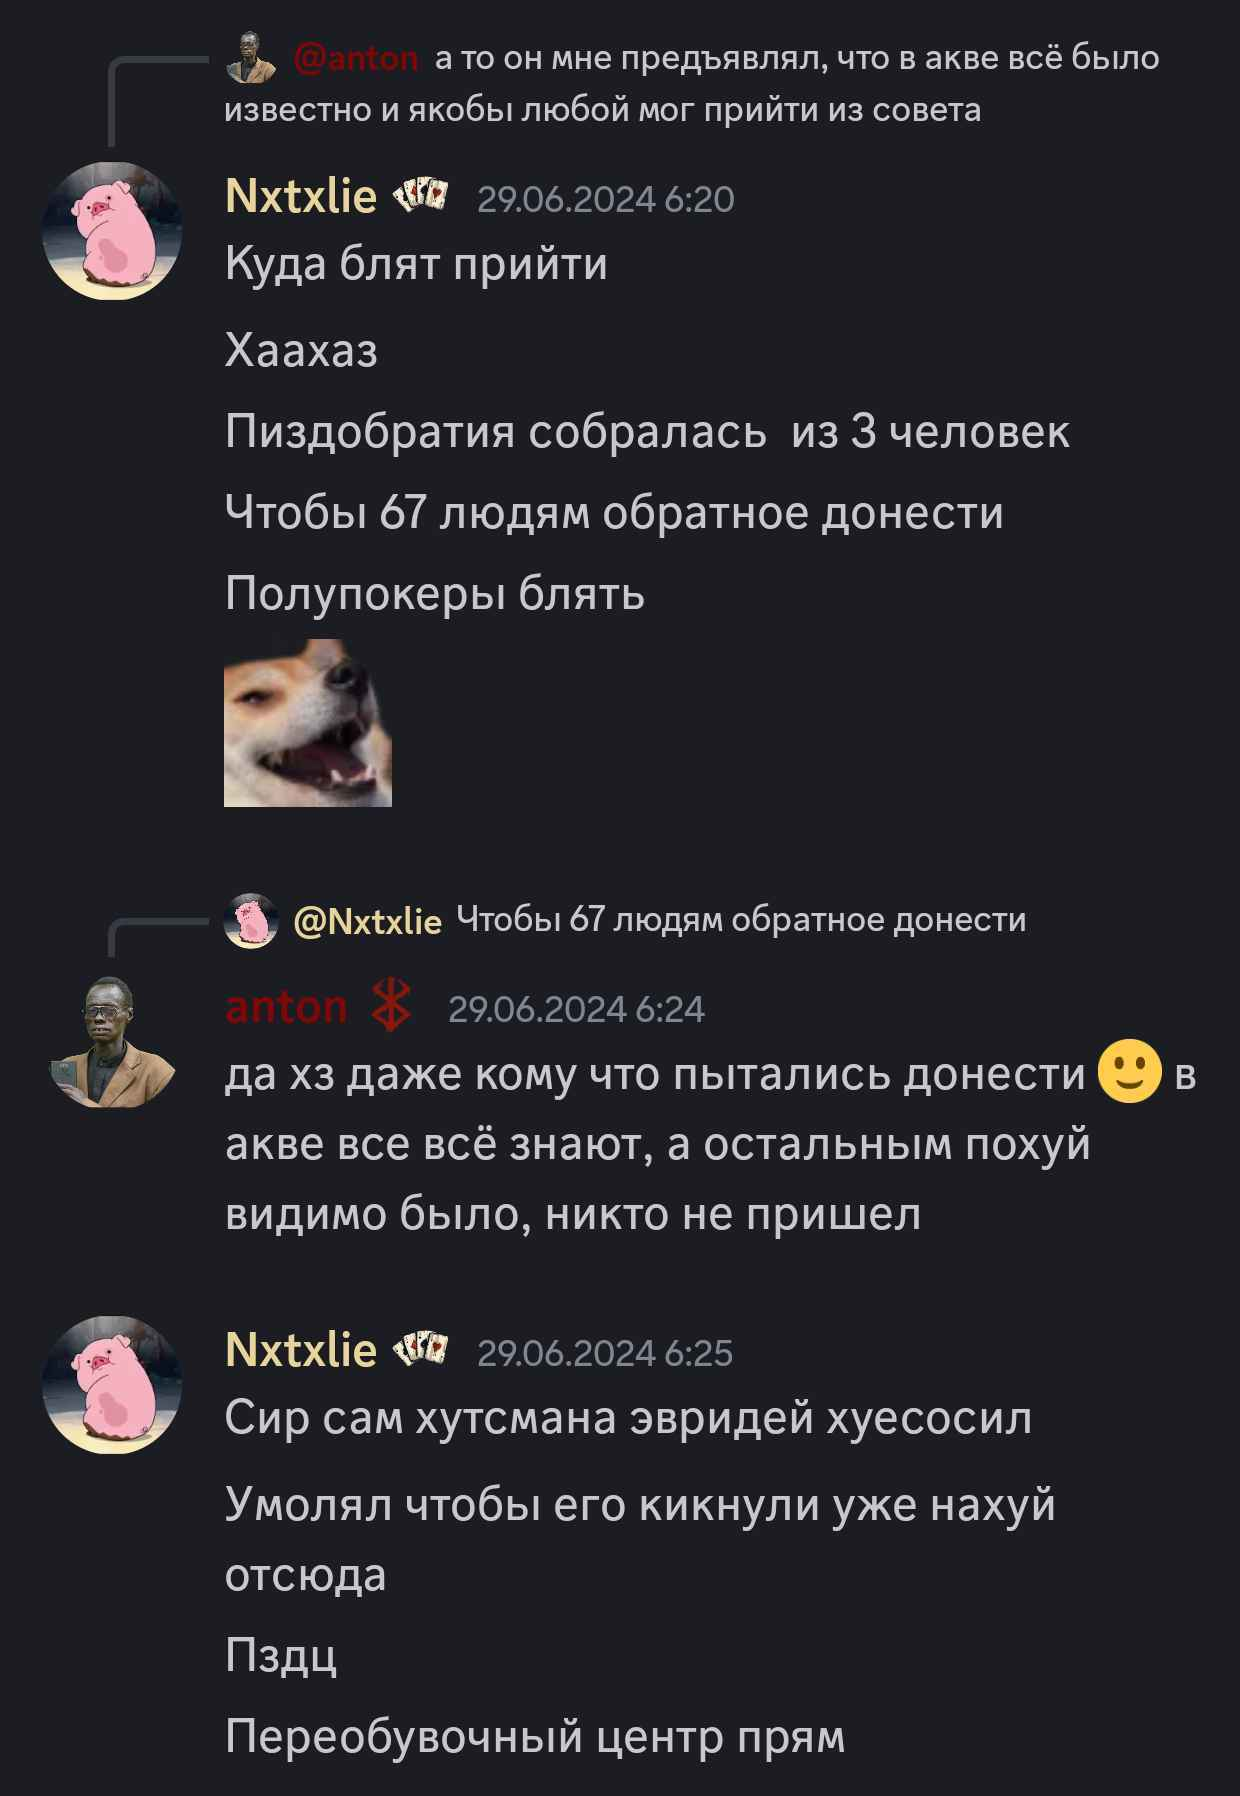 @anton а то он мне предъявлял, что в акве всё было
известно и якобы любой мог прийти из совета
Nxtxlie 29.06.2024 6:20
Куда блят прийти
Хаахаз
Пиздобратия собралась  из 3 человек
Чтобы 67 людям обратное донести
Полупокеры блять
@Nxtxlie Чтобы 67 людям обратное донести
anton 29.06.2024 6:24
да хз даже кому что пытались донести 🙂 в
акве все всё знают, а остальным похуй
видимо было, никто не пришел
Nxtxlie 29.06.2024 6:25
Сир сам хутсмана эвридей хуесосил
Умолял чтобы его кикнули уже нахуй
отсюда
Пздц
Переобувочный центр прям